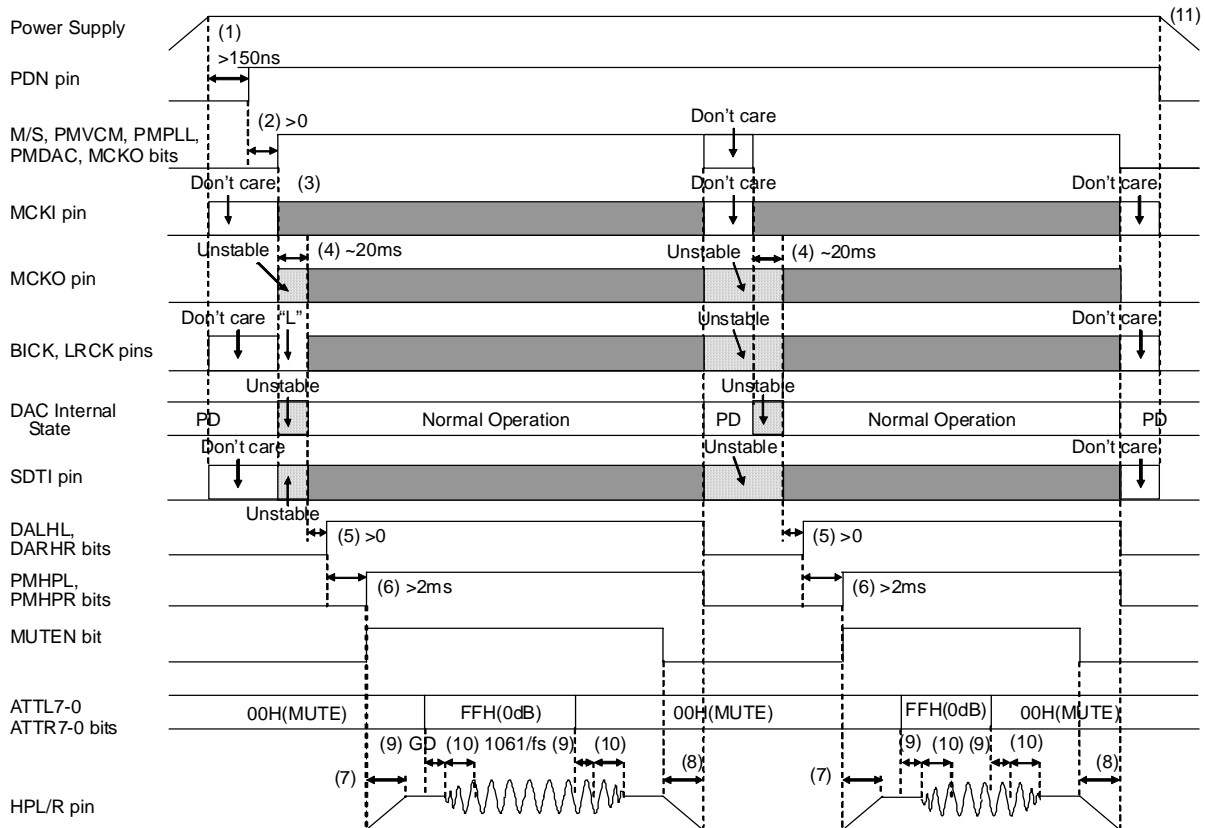 Power Supply
(1)
(11)
>150ns
PDN pin
(2) >0
Don't care
M/S, PMVCM, PMPLL,
PMDAC, MCKO bits
Don't care
(3)
Don't care
Don't care
MCKI pin
Unstable
(4) ~20ms
Unstable
(4) ~20ms
MCKO pin
Don't care
“L”
Unstable
Don't care
BICK, LRCK pins
Unstable
Unstable
DAC Internal
State
PD
Normal Operation
PD
Normal Operation
PD
Don't care
Unstable
Don't care
SDTI pin
Unstable
DALHL,
DARHR bits
(5) >0
(5) >0
PMHPL,
PMHPR bits
(6) >2ms
(6) >2ms
MUTEN bit
ATTL7-0
ATTR7-0 bits
00H(MUTE)
FFH(0dB)
00H(MUTE)
FFH(0dB)
00H(MUTE)
(9) GD
(10) 1061/fs
(9)
(10)
(9)
(10)
(9)
(10)
(7)
(8)
(7)
(8)
HPL/R pin